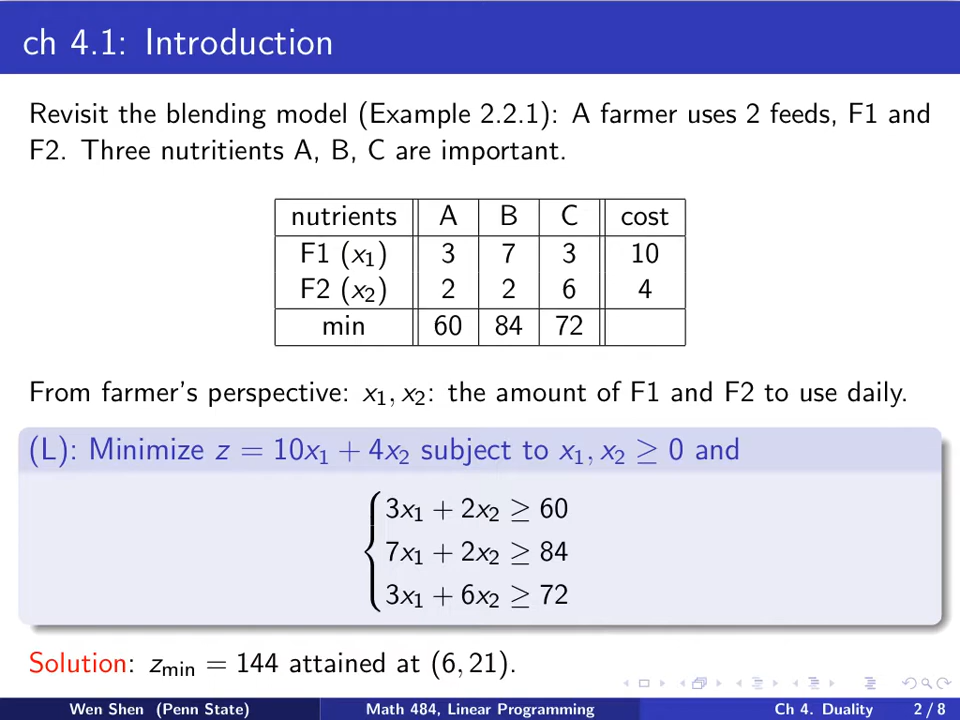 ch 4.1: Introduction
Revisit the blending model (Example 2.2.1): A farmer uses 2 feeds, F1 and
F2. Three nutritients A, B, C are important.
nutrients A B C cost
F1 (x₁) 3 7 3 10
F2 (x₂) 2 2 6 4
min 60 84 72
From farmer's perspective: x₁, x₂: the amount of F1 and F2 to use daily.
(L): Minimize z = 10x₁ + 4x₂ subject to x₁, x₂ ≥ 0 and
3x₁ + 2x₂ ≥ 60
7x₁ + 2x₂ ≥ 84
3x₁ + 6x₂ ≥ 72
Solution: zmin = 144 attained at (6, 21).
Wen Shen (Penn State) Math 484, Linear Programming Ch 4. Duality 2 / 8